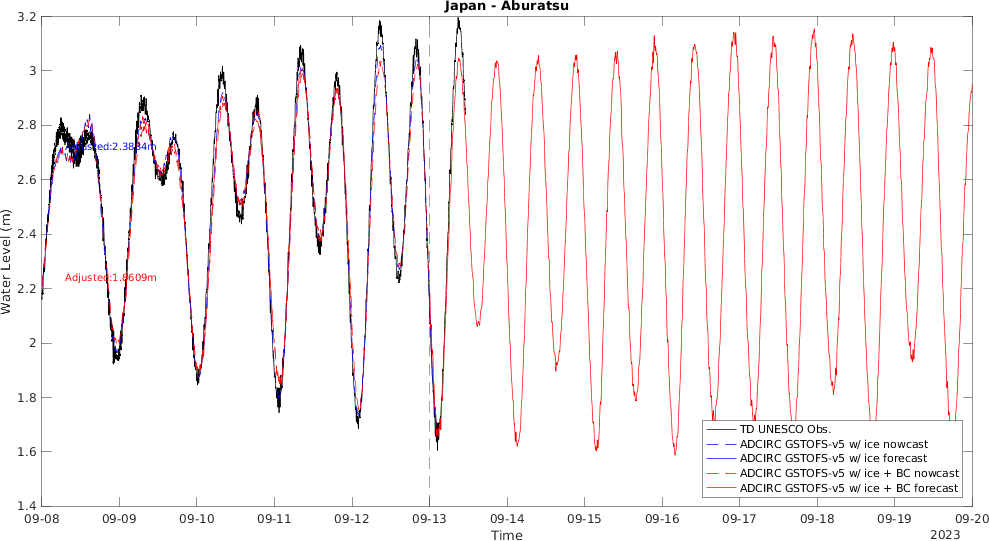 Japan - Aburatsu
3.2
3
2.8
2.6
2.4
2.2
2
1.8
1.6
1.4
Water Level (m)
Adjusted:2.3834m
Adjusted:1.8609m
TD UNESCO Obs.
ADCIRC GSTOFS-v5 w/ ice nowcast
ADCIRC GSTOFS-v5 w/ ice forecast
ADCIRC GSTOFS-v5 w/ ice + BC nowcast
ADCIRC GSTOFS-v5 w/ ice + BC forecast
09-08 09-09 09-10 09-11 09-12 09-13 09-14 09-15 09-16 09-17 09-18 09-19 09-20
Time
2023